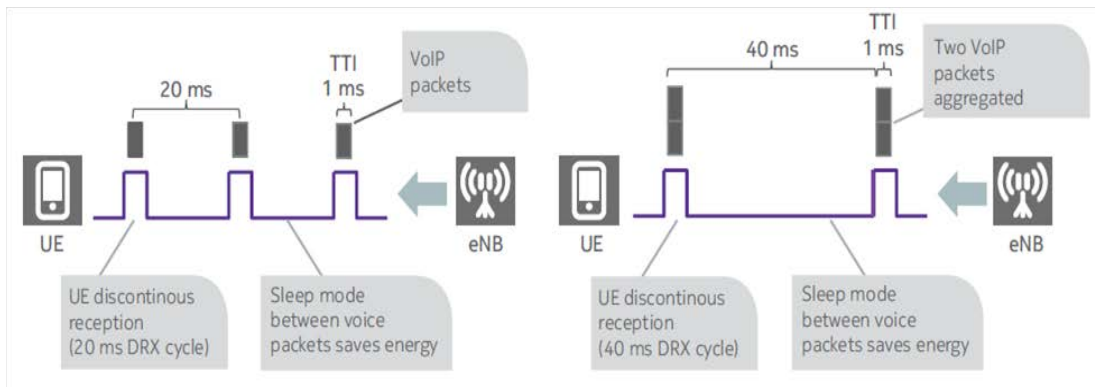 TTI
1 ms
VoIP
packets
20 ms
UE
eNB
UE discontinous
reception
(20 ms DRX cycle)
Sleep mode
between voice
packets saves energy
TTI
1 ms
Two VoIP
packets
aggregated
40 ms
UE
eNB
UE discontinous
reception
(40 ms DRX cycle)
Sleep mode
between voice
packets saves energy